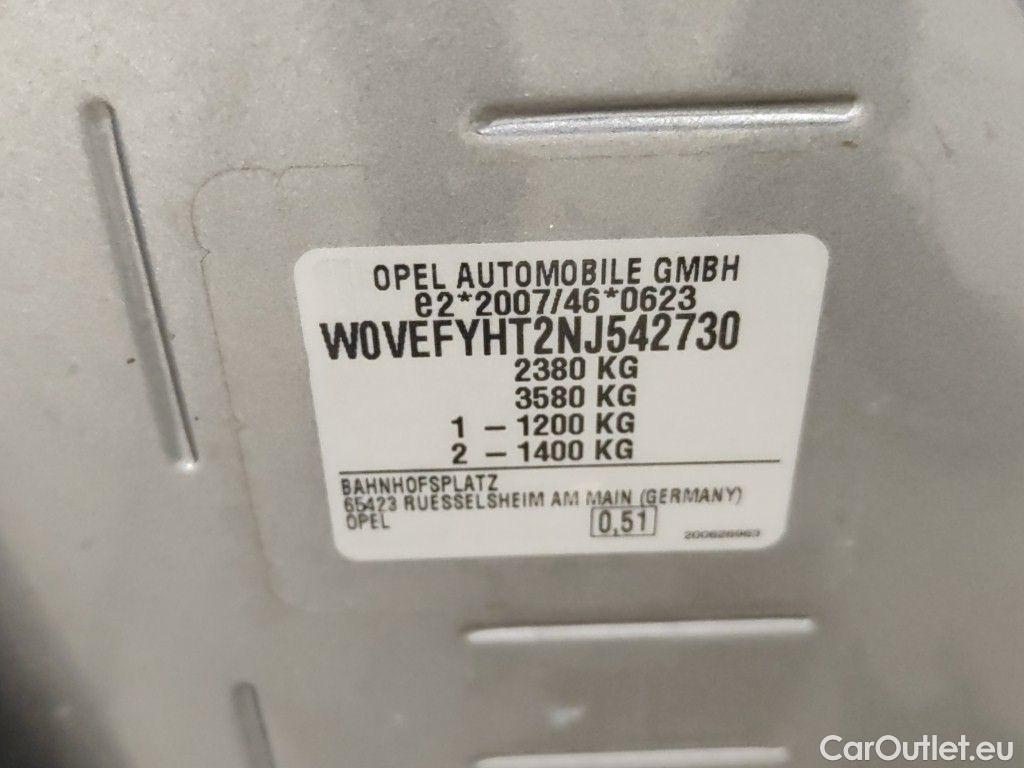 OPEL AUTOMOBILE GMBH
e2*2007/46*0623
W0VEFYHT2NJ542730
2380 KG
3580 KG
1 – 1200 KG
2 – 1400 KG
BAHNHOFSPLATZ
65423 RUESSELSHEIM AM MAIN (GERMANY)
OPEL 0,51 200628963
CarOutlet.eu